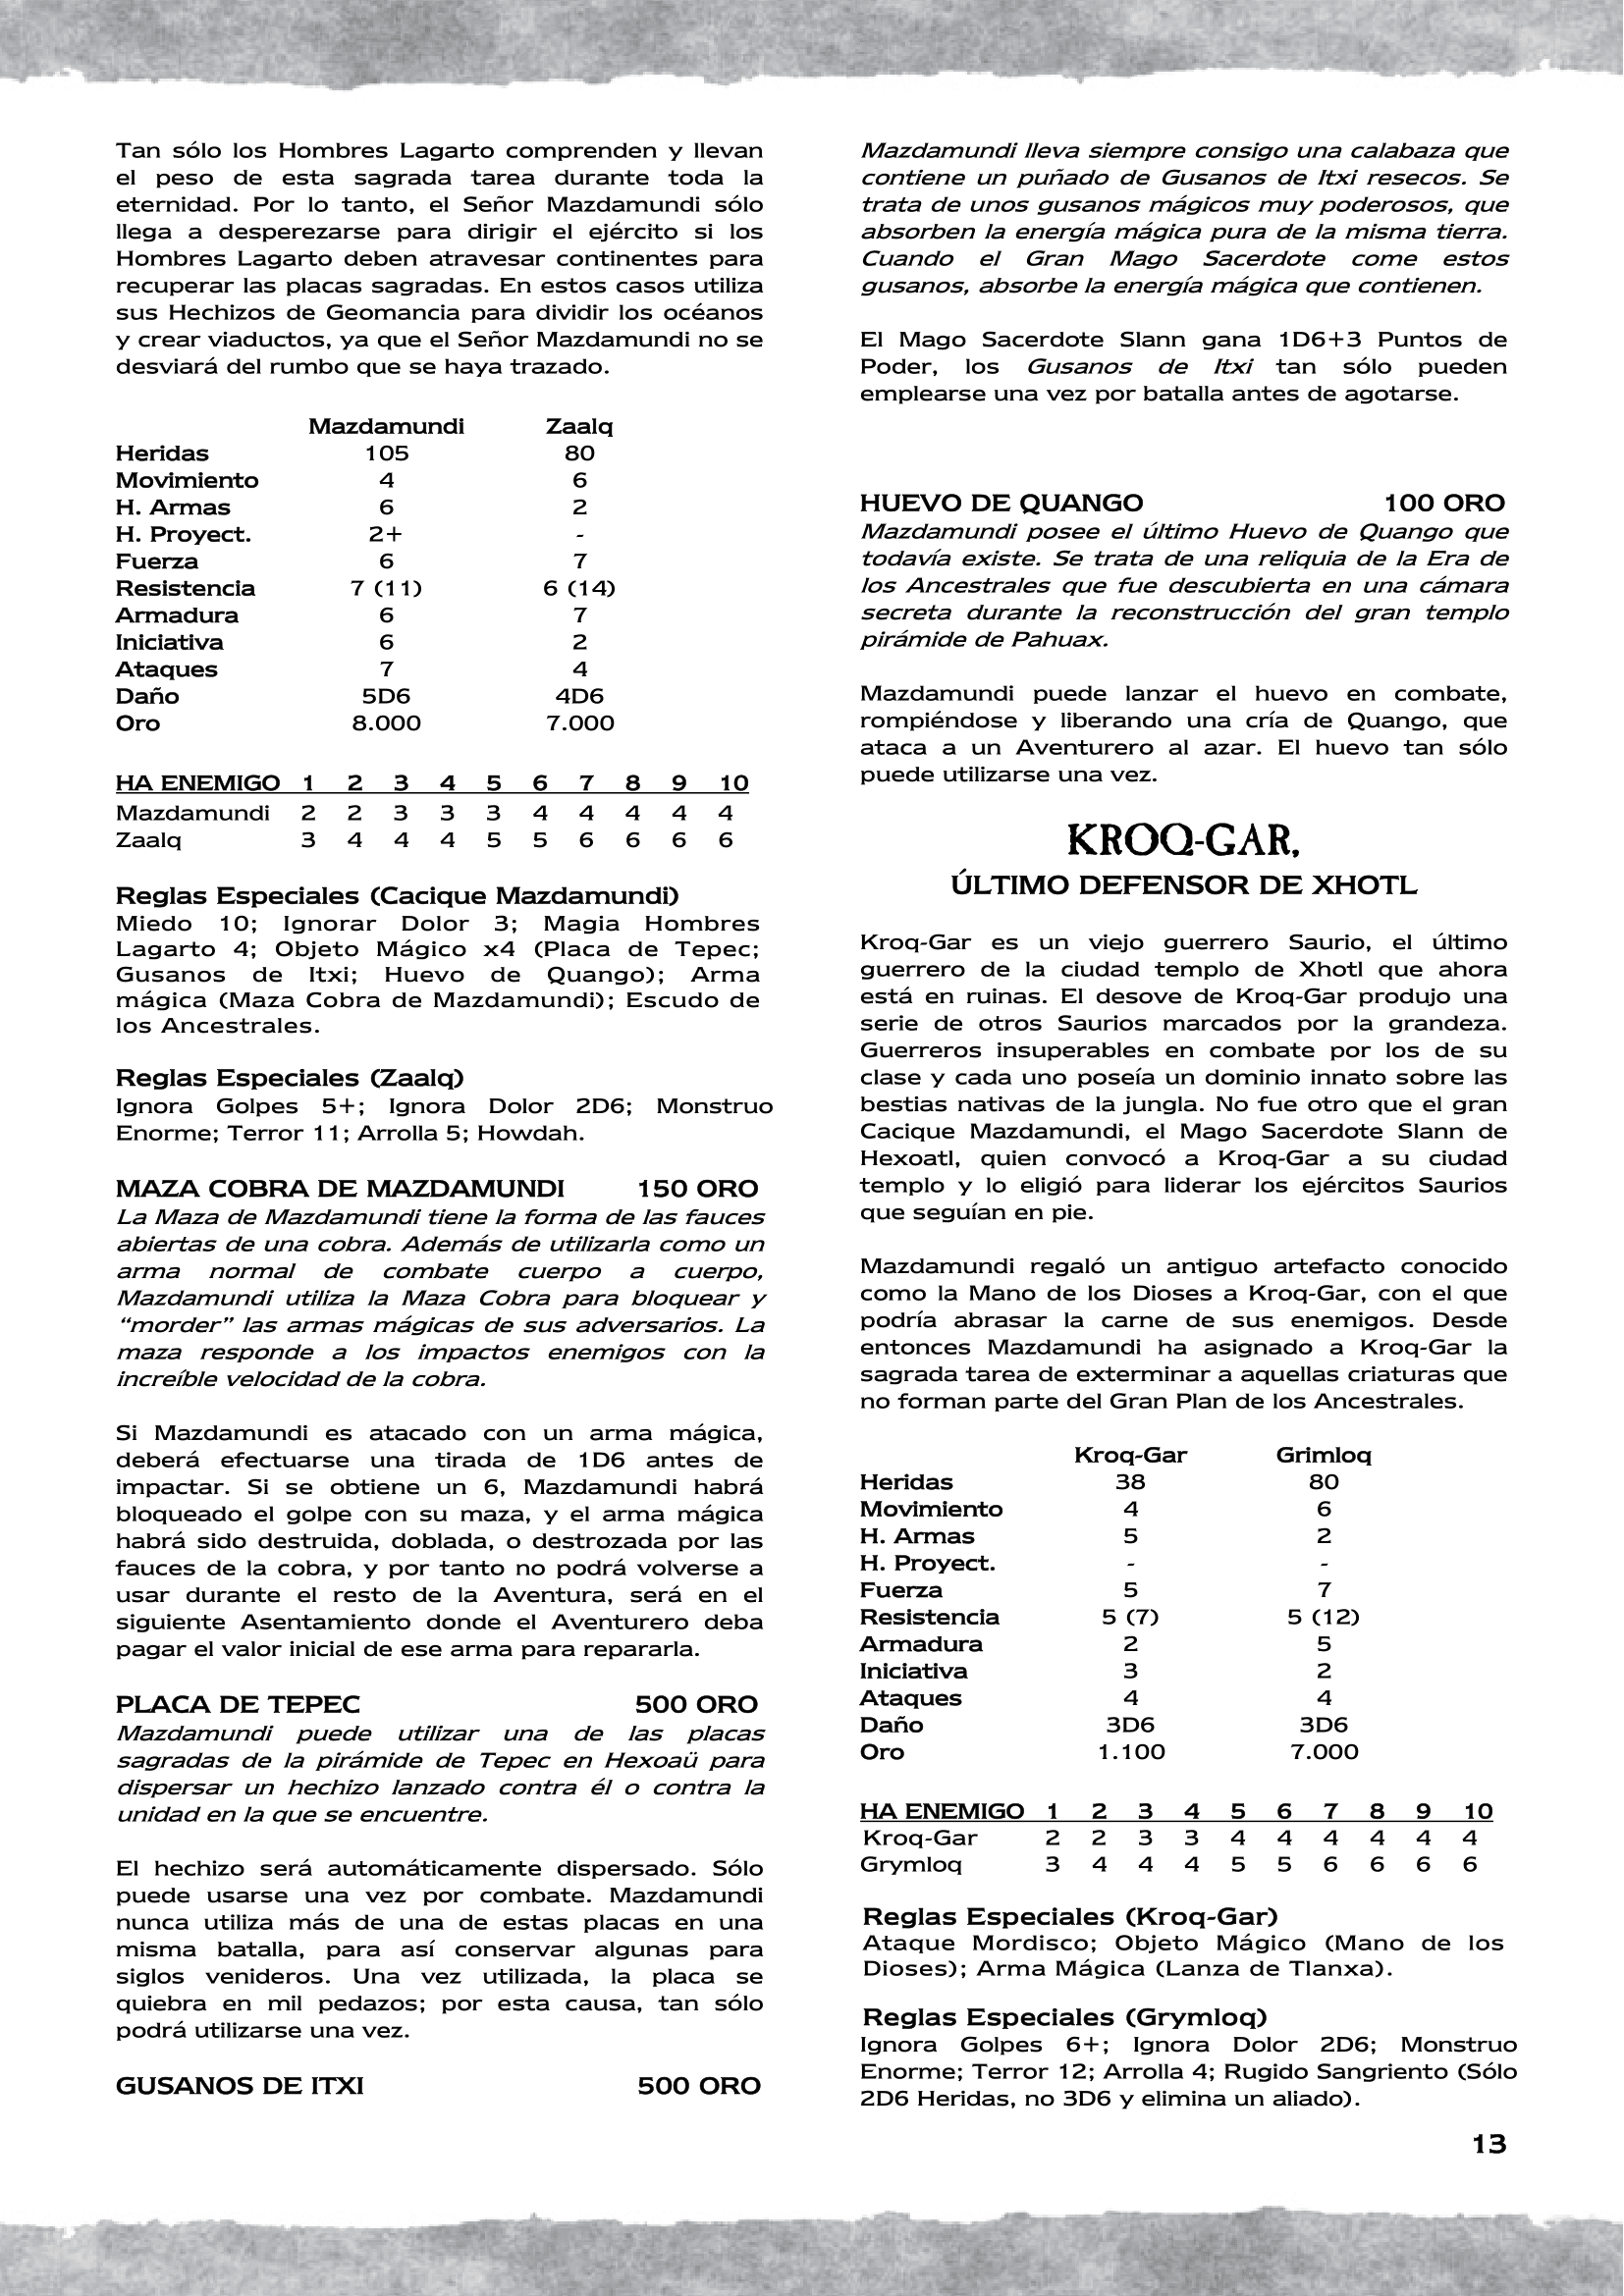 Tan sólo los Hombres Lagarto comprenden y llevan
el peso de esta sagrada tarea durante toda la
eternidad. Por lo tanto, el Señor Mazdamundi sólo
llega a desperezarse para dirigir el ejército si los
Hombres Lagarto deben atravesar continentes para
recuperar las placas sagradas. En estos casos utiliza
sus Hechizos de Geomancia para dividir los océanos
y crear viaductos, ya que el Señor Mazdamundi no se
desviará del rumbo que se haya trazado.
Mazdamundi Zaalq
Heridas 105 80
Movimiento 4 6
H. Armas 6 2
H. Proyect. 2+ -
Fuerza 6 7
Resistencia 7 (11) 6 (14)
Armadura 6 7
Iniciativa 6 2
Ataques 7 4
Daño 5D6 4D6
Oro 8.000 7.000
HA ENEMIGO 1 2 3 4 5 6 7 8 9 10
Mazdamundi 2 2 3 3 3 4 4 4 4 4
Zaalq 3 4 4 4 5 5 6 6 6 6
Reglas Especiales (Cacique Mazdamundi)
Miedo 10; Ignorar Dolor 3; Magia Hombres
Lagarto 4; Objeto Mágico x4 (Placa de Tepec;
Gusanos de Itxi; Huevo de Quango); Arma
mágica (Maza Cobra de Mazdamundi); Escudo de
los Ancestrales.
Reglas Especiales (Zaalq)
Ignora Golpes 5+; Ignora Dolor 2D6; Monstruo
Enorme; Terror 11; Arrolla 5; Howdah.
MAZA COBRA DE MAZDAMUNDI 150 ORO
La Maza de Mazdamundi tiene la forma de las fauces
abiertas de una cobra. Además de utilizarla como un
arma normal de combate cuerpo a cuerpo,
Mazdamundi utiliza la Maza Cobra para bloquear y
“morder” las armas mágicas de sus adversarios. La
maza responde a los impactos enemigos con la
increíble velocidad de la cobra.
Si Mazdamundi es atacado con un arma mágica,
deberá efectuarse una tirada de 1D6 antes de
impactar. Si se obtiene un 6, Mazdamundi habrá
bloqueado el golpe con su maza, y el arma mágica
habrá sido destruida, doblada, o destrozada por las
fauces de la cobra, y por tanto no podrá volverse a
usar durante el resto de la Aventura, será en el
siguiente Asentamiento donde el Aventurero deba
pagar el valor inicial de ese arma para repararla.
PLACA DE TEPEC 500 ORO
Mazdamundi puede utilizar una de las placas
sagradas de la pirámide de Tepec en Hexoaü para
dispersar un hechizo lanzado contra él o contra la
unidad en la que se encuentre.
El hechizo será automáticamente dispersado. Sólo
puede usarse una vez por combate. Mazdamundi
nunca utiliza más de una de estas placas en una
misma batalla, para así conservar algunas para
siglos venideros. Una vez utilizada, la placa se
quiebra en mil pedazos; por esta causa, tan sólo
podrá utilizarse una vez.
GUSANOS DE ITXI 500 ORO
Mazdamundi lleva siempre consigo una calabaza que
contiene un puñado de Gusanos de Itxi resecos. Se
trata de unos gusanos mágicos muy poderosos, que
absorben la energía mágica pura de la misma tierra.
Cuando el Gran Mago Sacerdote come estos
gusanos, absorbe la energía mágica que contienen.
El Mago Sacerdote Slann gana 1D6+3 Puntos de
Poder, los Gusanos de Itxi tan sólo pueden
emplearse una vez por batalla antes de agotarse.
HUEVO DE QUANGO 100 ORO
Mazdamundi posee el último Huevo de Quango que
todavía existe. Se trata de una reliquia de la Era de
los Ancestrales que fue descubierta en una cámara
secreta durante la reconstrucción del gran templo
pirámide de Pahuax.
Mazdamundi puede lanzar el huevo en combate,
rompiéndose y liberando una cría de Quango, que
ataca a un Aventurero al azar. El huevo tan sólo
puede utilizarse una vez.
KROQ-GAR,
ÚLTIMO DEFENSOR DE XHOTL
Kroq-Gar es un viejo guerrero Saurio, el último
guerrero de la ciudad templo de Xhotl que ahora
está en ruinas. El desove de Kroq-Gar produjo una
serie de otros Saurios marcados por la grandeza.
Guerreros insuperables en combate por los de su
clase y cada uno poseía un dominio innato sobre las
bestias nativas de la jungla. No fue otro que el gran
Cacique Mazdamundi, el Mago Sacerdote Slann de
Hexoatl, quien convocó a Kroq-Gar a su ciudad
templo y lo eligió para liderar los ejércitos Saurios
que seguían en pie.
Mazdamundi regaló un antiguo artefacto conocido
como la Mano de los Dioses a Kroq-Gar, con el que
podría abrasar la carne de sus enemigos. Desde
entonces Mazdamundi ha asignado a Kroq-Gar la
sagrada tarea de exterminar a aquellas criaturas que
no forman parte del Gran Plan de los Ancestrales.
Kroq-Gar Grimloq
Heridas 38 80
Movimiento 4 6
H. Armas 5 2
H. Proyect. - -
Fuerza 5 7
Resistencia 5 (7) 5 (12)
Armadura 2 5
Iniciativa 3 2
Ataques 4 4
Daño 3D6 3D6
Oro 1.100 7.000
HA ENEMIGO 1 2 3 4 5 6 7 8 9 10
Kroq-Gar 2 2 3 3 4 4 4 4 4 4
Grymloq 3 4 4 4 5 5 6 6 6 6
Reglas Especiales (Kroq-Gar)
Ataque Mordisco; Objeto Mágico (Mano de los
Dioses); Arma Mágica (Lanza de Tlanxa).
Reglas Especiales (Grymloq)
Ignora Golpes 6+; Ignora Dolor 2D6; Monstruo
Enorme; Terror 12; Arrolla 4; Rugido Sangriento (Sólo
2D6 Heridas, no 3D6 y elimina un aliado).
13